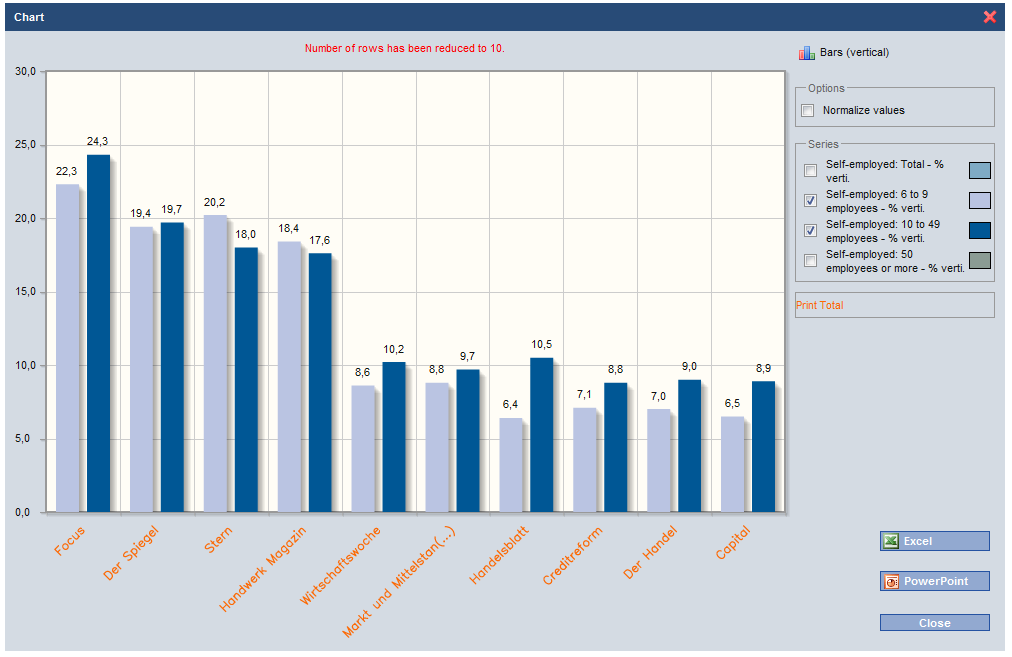 Chart
Number of rows has been reduced to 10.
Bars (vertical)
Options
Normalize values
Series
Self-employed: Total - %
verti.
Self-employed: 6 to 9
employees - % verti.
Self-employed: 10 to 49
employees - % verti.
Self-employed: 50
employees or more - % verti.
Print Total
30,0
25,0
20,0
15,0
10,0
5,0
0,0
22,3
24,3
19,4
19,7
20,2
18,0
18,4
17,6
8,6
10,2
8,8
9,7
6,4
10,5
7,1
8,8
7,0
9,0
6,5
8,9
Focus
Der Spiegel
Stern
Handwerk Magazin
Wirtschaftswoche
Markt und Mittelstan(...)
Handelsblatt
Creditreform
Der Handel
Capital
Excel
PowerPoint
Close